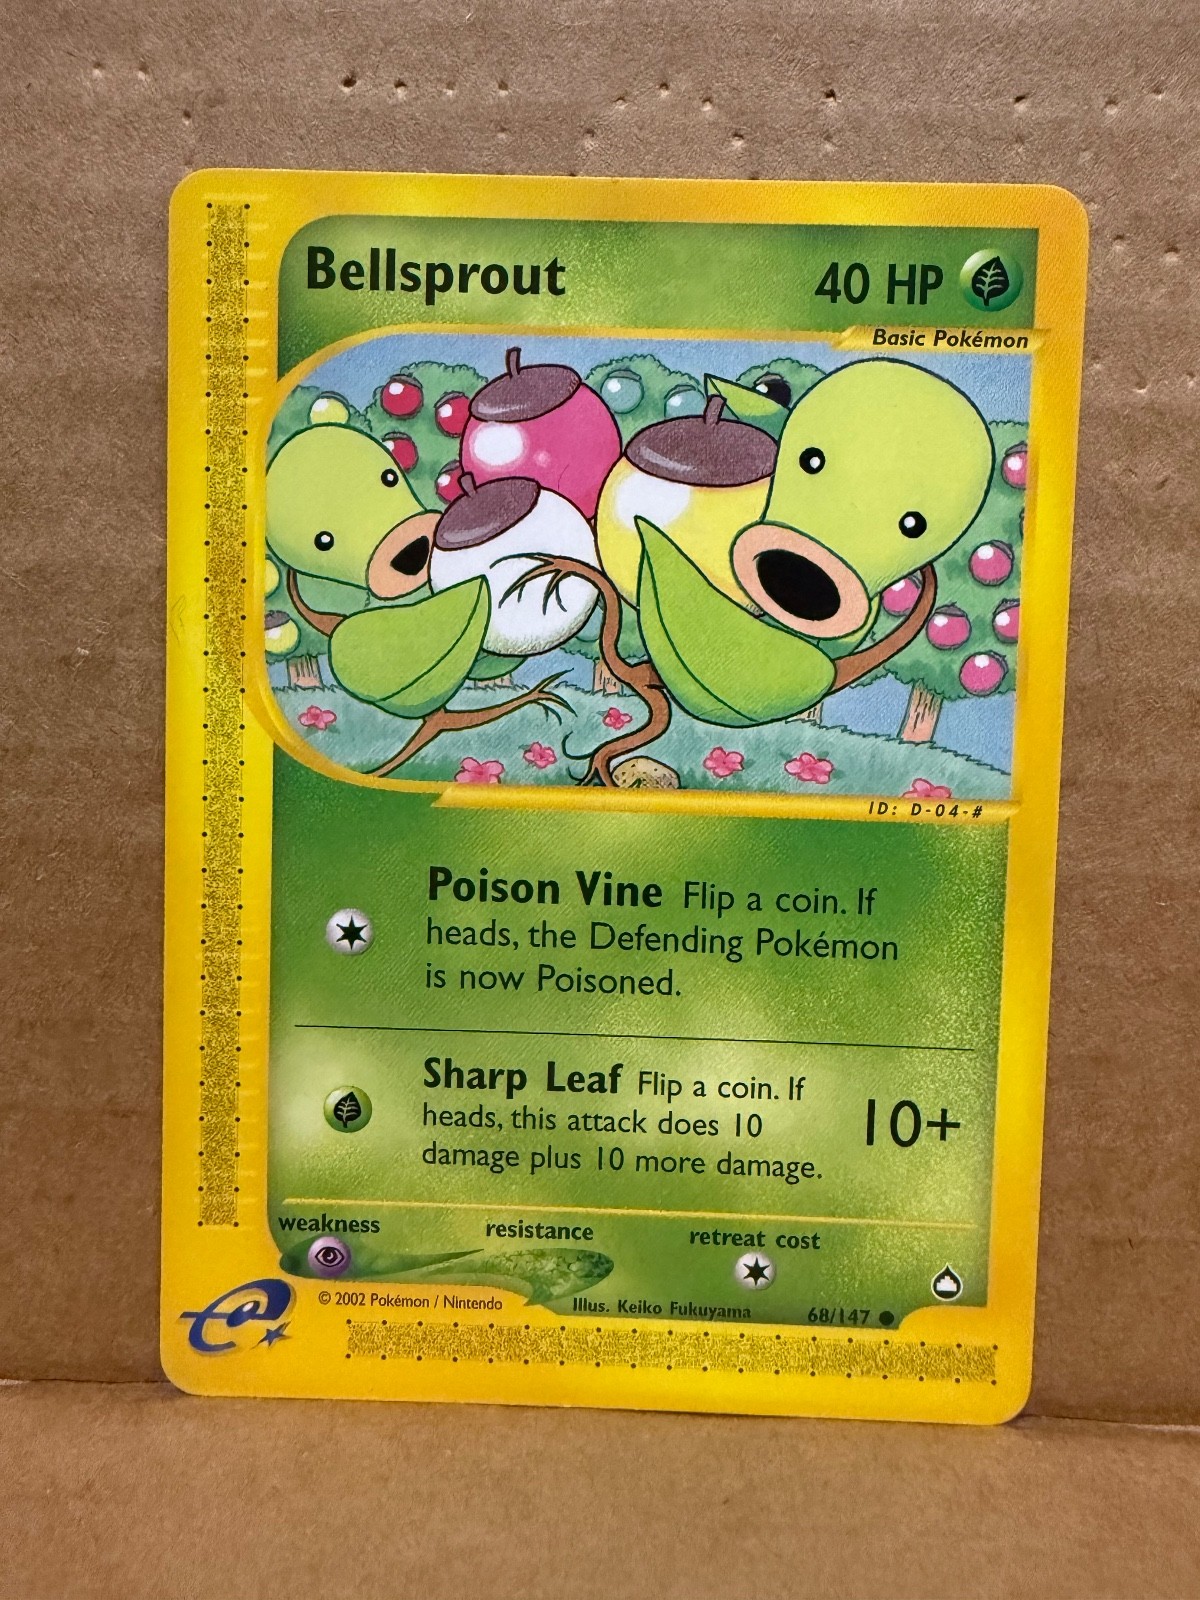 Bellsprout 40 HP
Basic Pokémon
ID: D-04-#
Poison Vine Flip a coin. If
heads, the Defending Pokémon
is now Poisoned.
Sharp Leaf Flip a coin. If
heads, this attack does 10
damage plus 10 more damage.
10+
weakness resistance retreat cost
© 2002 Pokémon / Nintendo Illus. Keiko Fukuyama 68/147
e